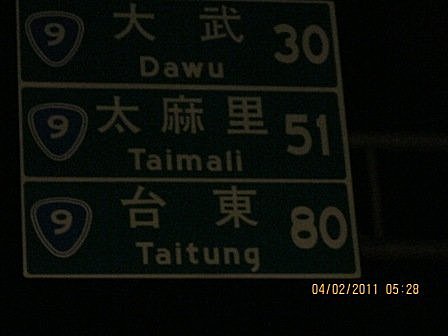 9 大武 30
Dawu
9 太麻里 51
Taimali
9 台東 80
Taitung
04/02/2011 05:28